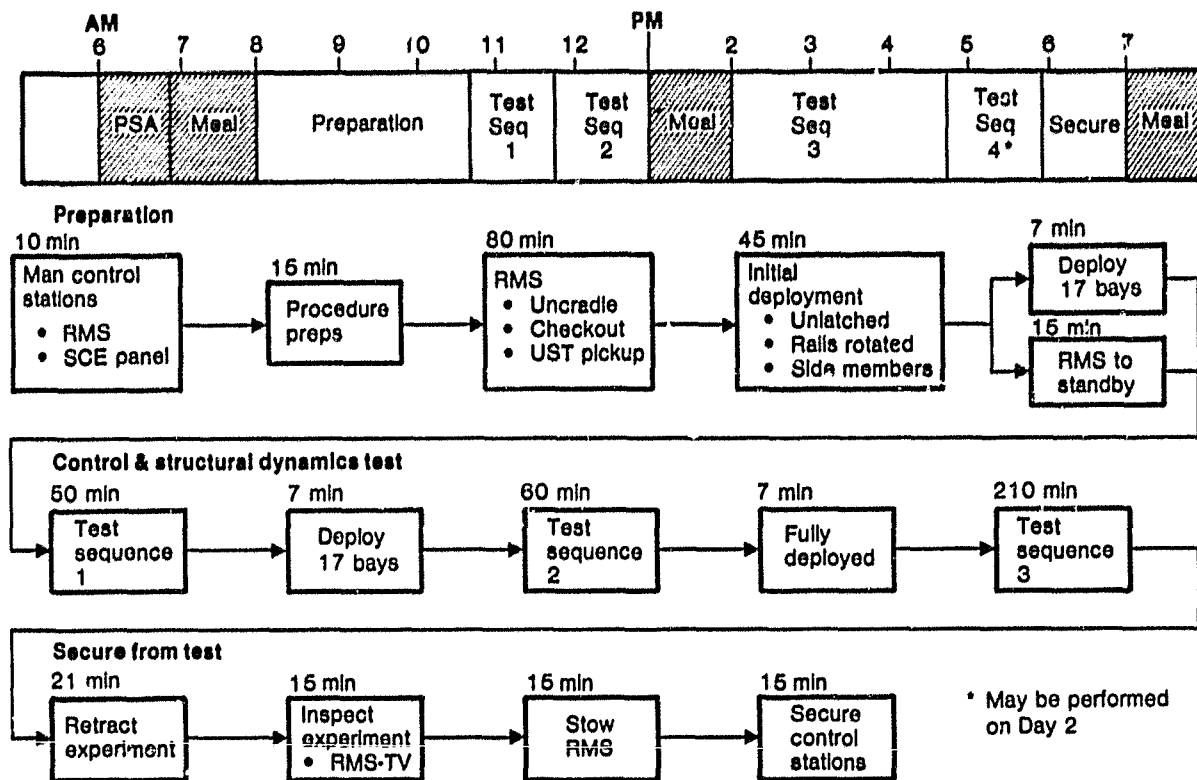 AM PM
6 7 8 9 10 11 12 2 3 4 5 6 7
PSA Meal Preparation Test Seq 1 Test Seq 2 Meal Test Seq 3 Test Seq 4* Secure Meal
Preparation
10 min
Man control
stations
• RMS
• SCE panel
15 min
Procedure
preps
80 min
RMS
• Uncradle
• Checkout
• UST pickup
45 min
Initial
deployment
• Unlatched
• Rails rotated
• Side members
7 min
Deploy
17 bays
15 min
RMS to
standby
Control & structural dynamics test
50 min
Test
sequence
1
7 min
Deploy
17 bays
60 min
Test
sequence
2
7 min
Fully
deployed
210 min
Test
sequence
3
Secure from test
21 min
Retract
experiment
15 min
Inspect
experiment
• RMS-TV
15 min
Stow
RMS
15 min
Secure
control
stations
* May be performed
on Day 2